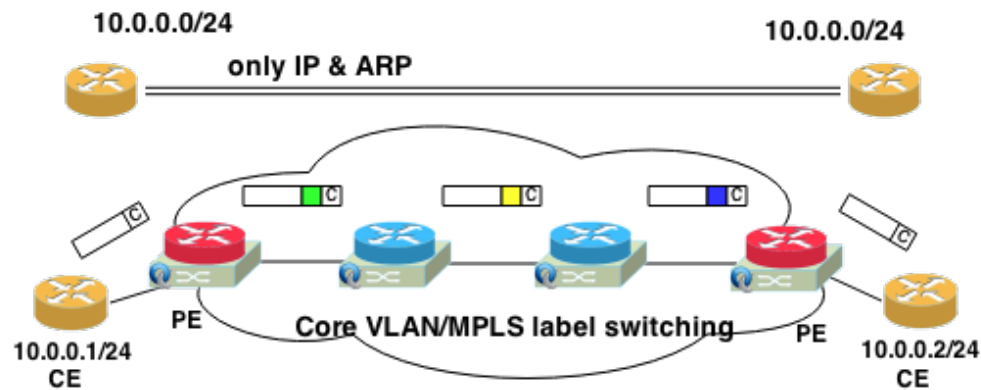 10.0.0.0/24
10.0.0.0/24
only IP & ARP
C
C
C
C
C
PE
Core VLAN/MPLS label switching
PE
10.0.0.1/24
CE
10.0.0.2/24
CE